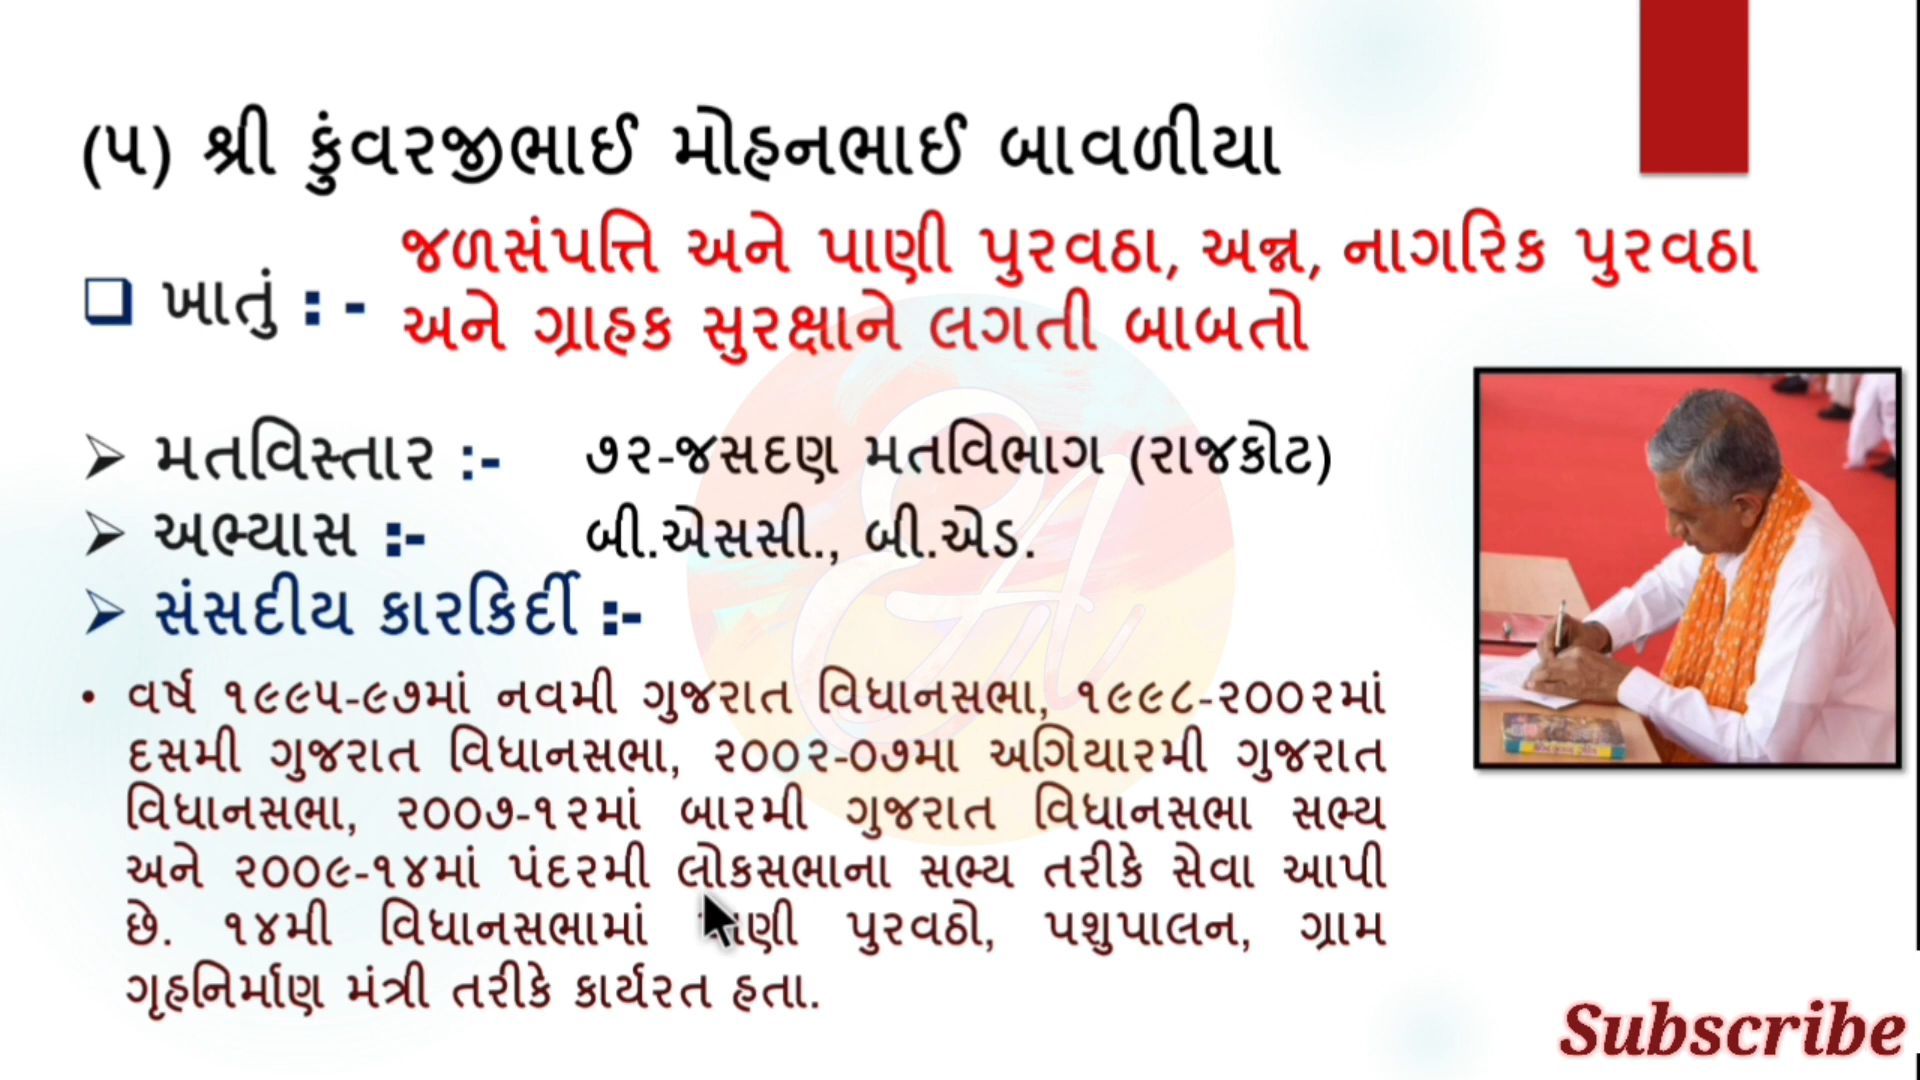 (૫) શ્રી કુંવરજીભાઈ મોહનભાઈ બાવળીયા
❑ ખાતું : - જળસંપત્તિ અને પાણી પુરવઠા, અન્ન, નાગરિક પુરવઠા
અને ગ્રાહક સુરક્ષાને લગતી બાબતો
➢ મતવિસ્તાર :- ૭૨-જસદણ મતવિભાગ (રાજકોટ)
➢ અભ્યાસ :- બી.એસસી., બી.એડ.
➢ સંસદીય કારકિર્દી :-
• વર્ષ ૧૯૯૫-૯૭માં નવમી ગુજરાત વિધાનસભા, ૧૯૯૮-૨૦૦૨માં
દસમી ગુજરાત વિધાનસભા, ૨૦૦૨-૦૭મા અગિયારમી ગુજરાત
વિધાનસભા, ૨૦૦૭-૧૨માં બારમી ગુજરાત વિધાનસભા સભ્ય
અને ૨૦૦૯-૧૪માં પંદરમી લોકસભાના સભ્ય તરીકે સેવા આપી
છે. ૧૪મી વિધાનસભામાં પુરવઠો, પશુપાલન, ગ્રામ
ગૃહનિર્માણ મંત્રી તરીકે કાર્યરત હતા.
EA
Subscribe